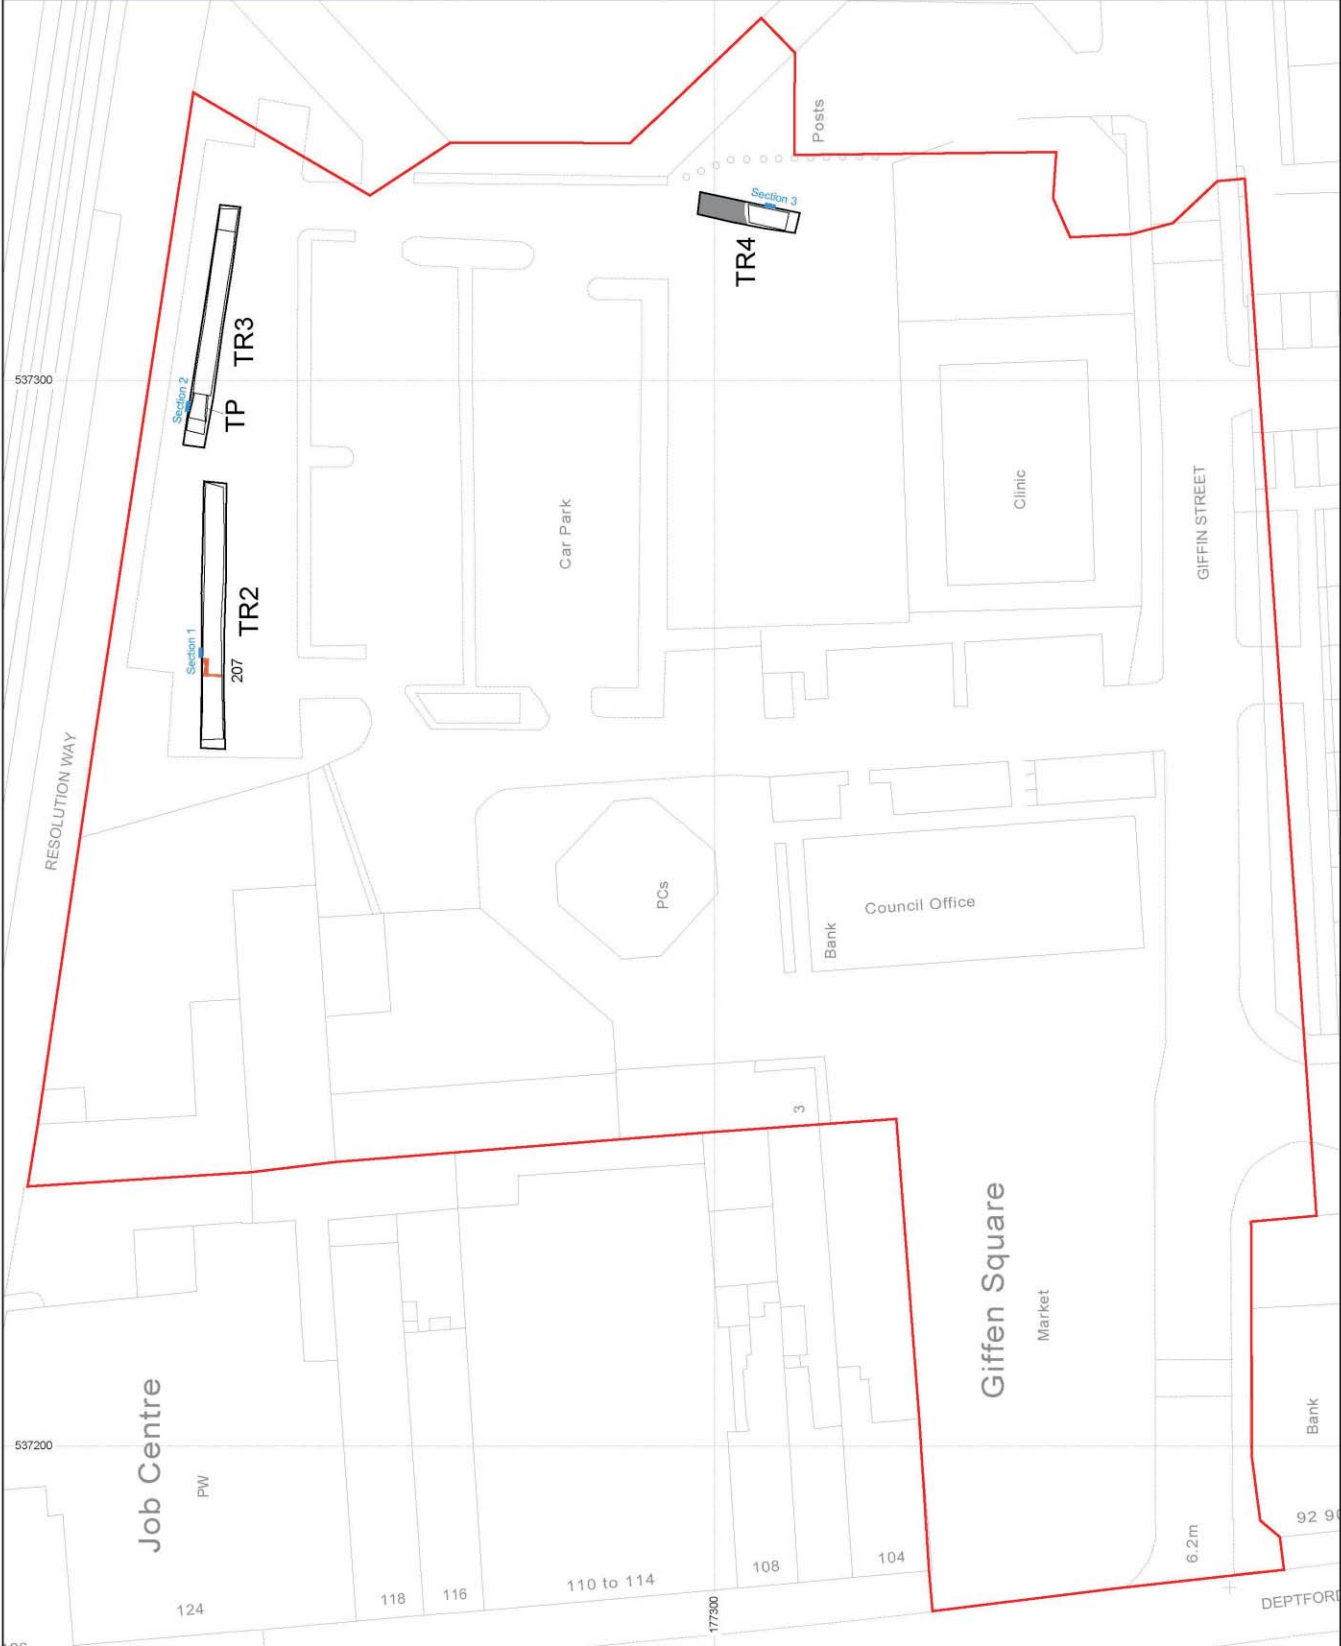 Posts
Section 3
TR4
TR3
537300
Section 2
TP
Clinic
GIFFIN STREET
Car Park
TR2
Section 1
207
RESOLUTION WAY
PCs
Council Office
Bank
3
Giffen Square
Market
Job Centre
PW
537200
Bank
6.2m
92
104
108
110 to 114
116
118
124
177300
DEPTFORD